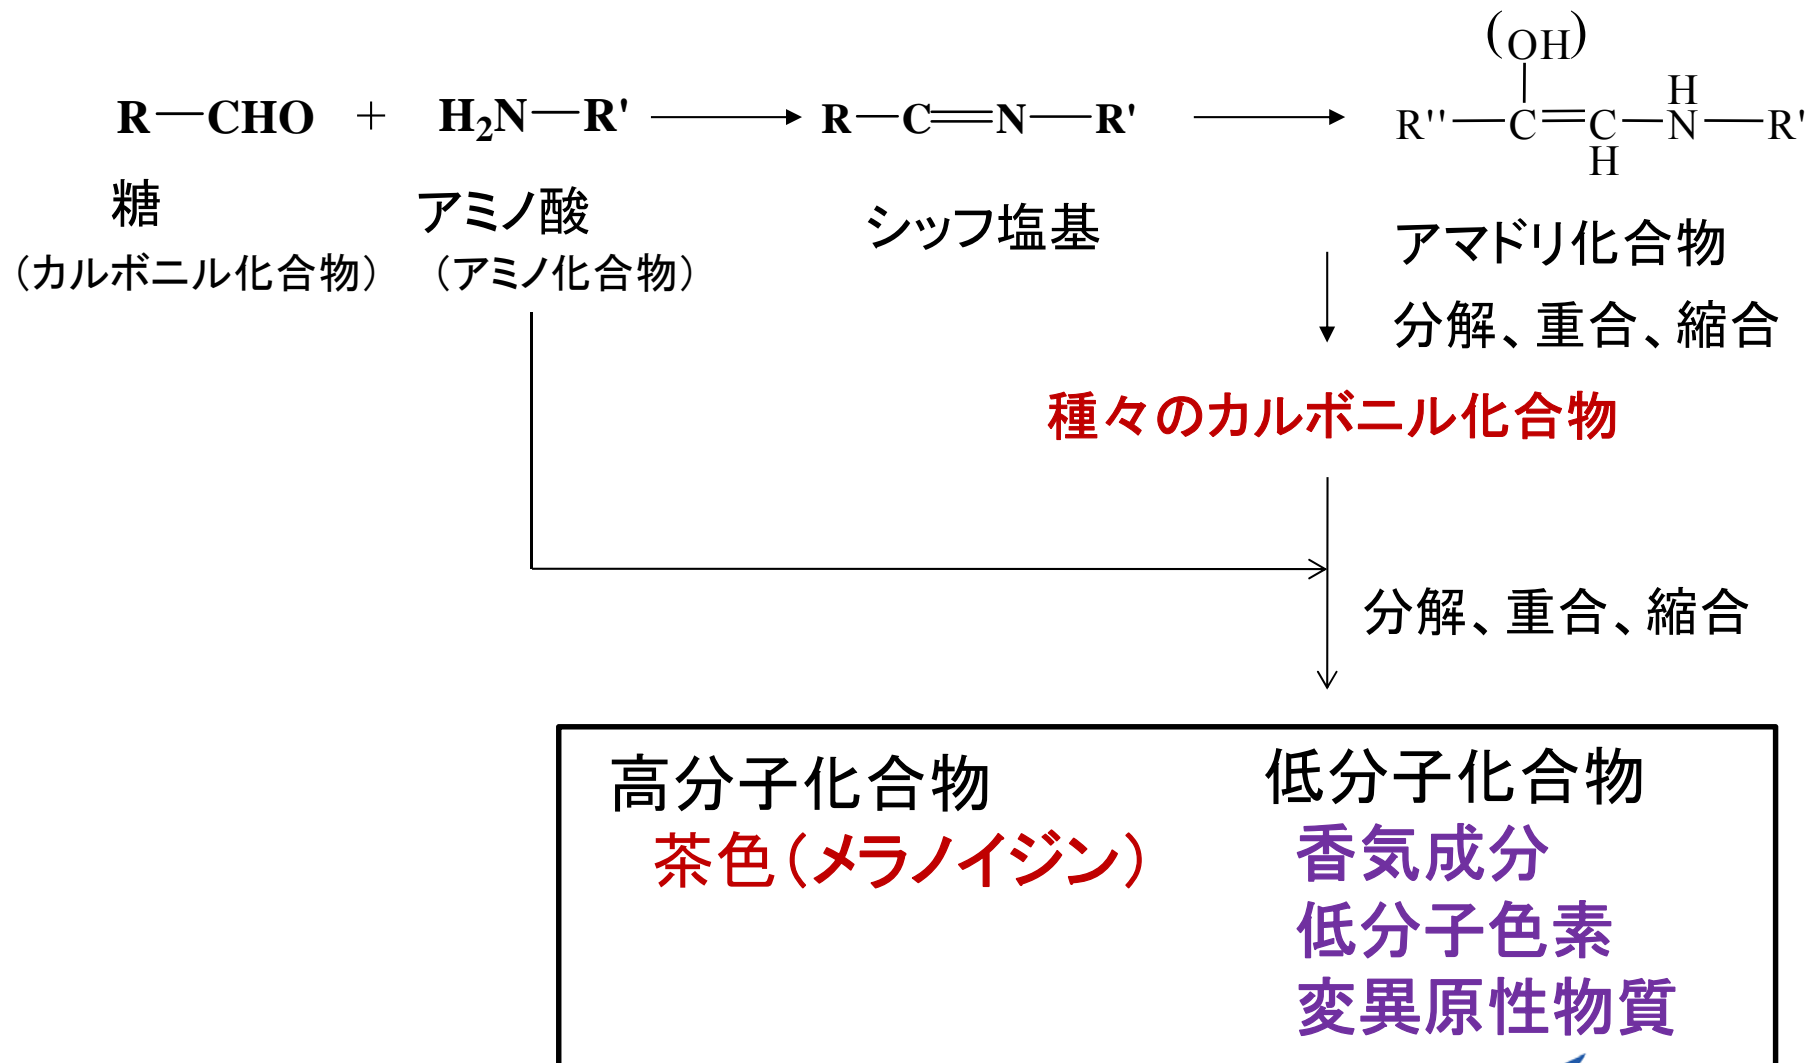 (OH)
R—CHO + H₂N—R' R—C=N—R' R''—C=CH—NH—R'
糖 アミノ酸 シッフ塩基 アマドリ化合物
（カルボニル化合物） （アミノ化合物）
分解、重合、縮合
種々のカルボニル化合物
分解、重合、縮合
高分子化合物 低分子化合物
茶色（メラノイジン） 香気成分
低分子色素
変異原性物質